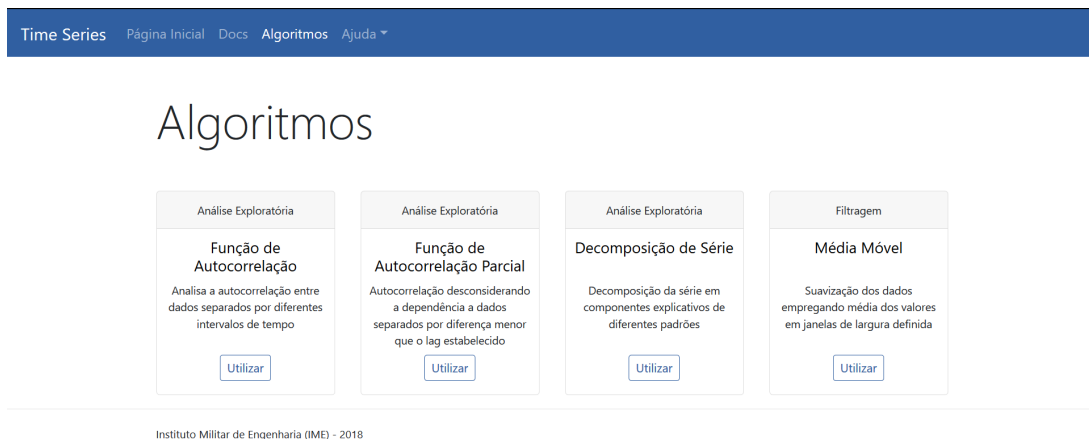 Time Series Página Inicial Docs Algoritmos Ajuda
Algoritmos
Análise Exploratória
Função de
Autocorrelação
Analisa a autocorrelação entre
dados separados por diferentes
intervalos de tempo
Utilizar
Análise Exploratória
Função de
Autocorrelação Parcial
Autocorrelação desconsiderando
a dependência a dados
separados por diferença menor
que o lag estabelecido
Utilizar
Análise Exploratória
Decomposição de Série
Decomposição da série em
componentes explicativos de
diferentes padrões
Utilizar
Filtragem
Média Móvel
Suavização dos dados
empregando média dos valores
em janelas de largura definida
Utilizar
Instituto Militar de Engenharia (IME) - 2018